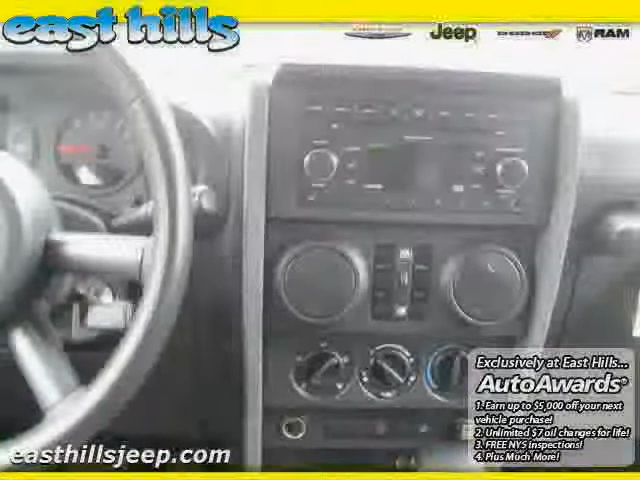 east hills
Jeep
DODGE
RAM
Exclusively at East Hills...
AutoAwards®
1. Earn up to $5,000 off your next
vehicle purchase!
2. Unlimited $7 oil changes for life!
3. FREE NYS Inspections!
4. Plus Much More!
easthillsjeep.com